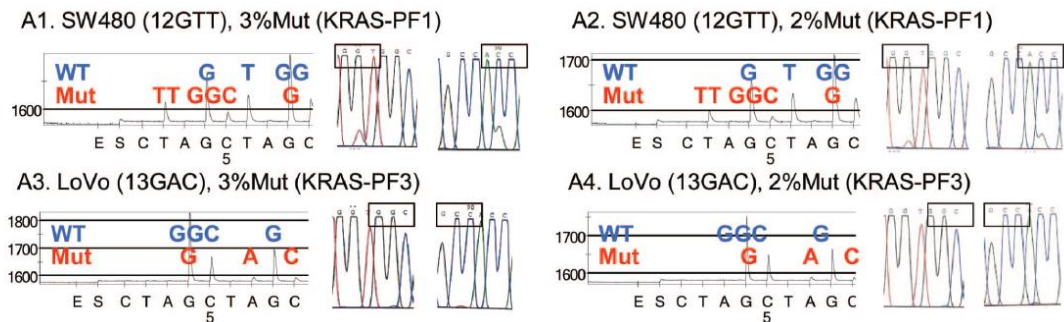 A1. SW480 (12GTT), 3%Mut (KRAS-PF1)
WT G T GG
Mut TT GGC G
1600
E S C T A G C T A G C
5
G G T G G C
G C C A C C
A2. SW480 (12GTT), 2%Mut (KRAS-PF1)
1700
WT G T GG
Mut TT GGC G
1600
E S C T A G C T A G C
5
A3. LoVo (13GAC), 3%Mut (KRAS-PF3)
1800
WT GGC G
1700
Mut G A C
1600
E S C T A G C T A G C
5
G G T G G C
G C C A C C
A4. LoVo (13GAC), 2%Mut (KRAS-PF3)
1700
WT GGC G
Mut G A C
1600
E S C T A G C T A G C
5